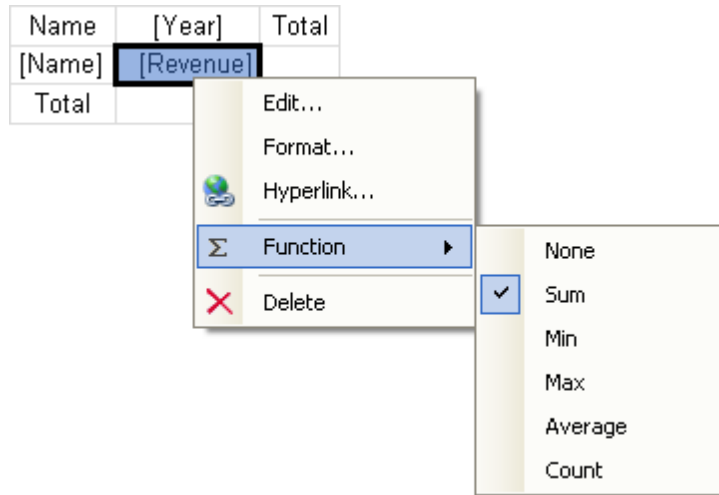 Name [Year] Total
[Name] [Revenue]
Total
Edit...
Format...
Hyperlink...
Σ Function
Delete
None
Sum
Min
Max
Average
Count